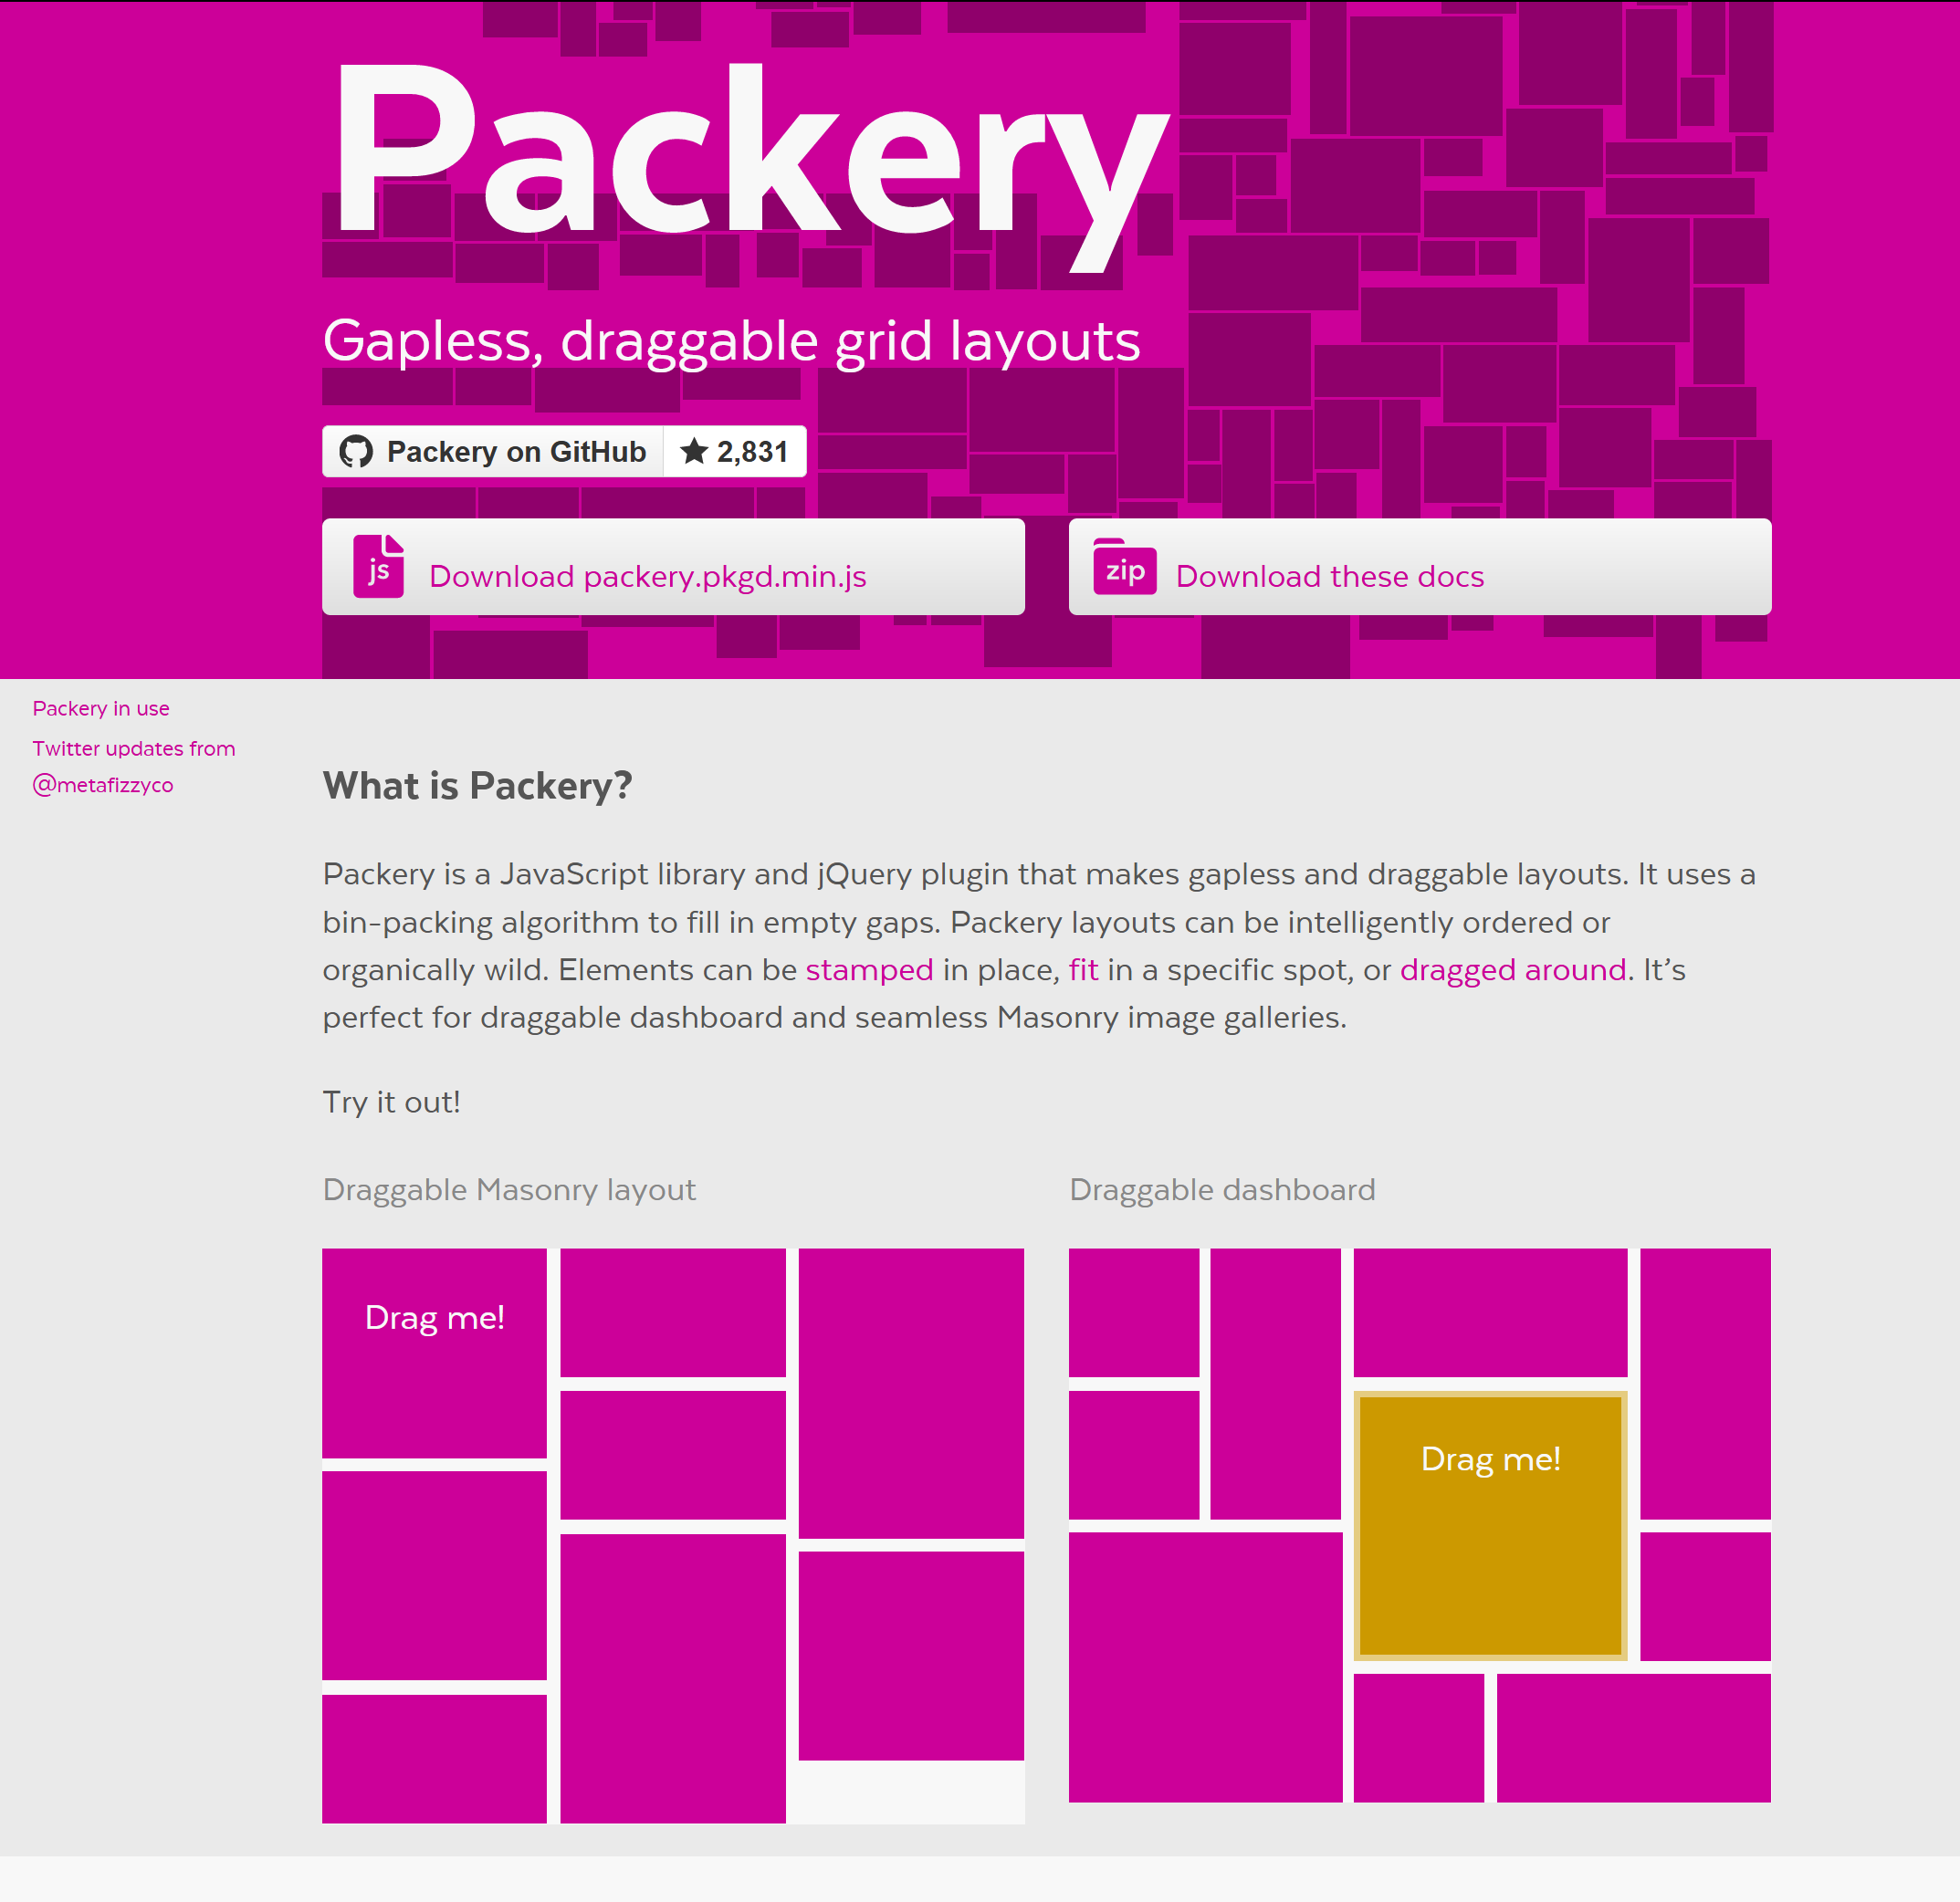 Packery
Gapless, draggable grid layouts
Packery on GitHub 2,831
js Download packery.pkgd.min.js
zip Download these docs
Packery in use
Twitter updates from
@metafizzyco
What is Packery?
Packery is a JavaScript library and jQuery plugin that makes gapless and draggable layouts. It uses a
bin-packing algorithm to fill in empty gaps. Packery layouts can be intelligently ordered or
organically wild. Elements can be stamped in place, fit in a specific spot, or dragged around. It’s
perfect for draggable dashboard and seamless Masonry image galleries.
Try it out!
Draggable Masonry layout
Drag me!
Draggable dashboard
Drag me!